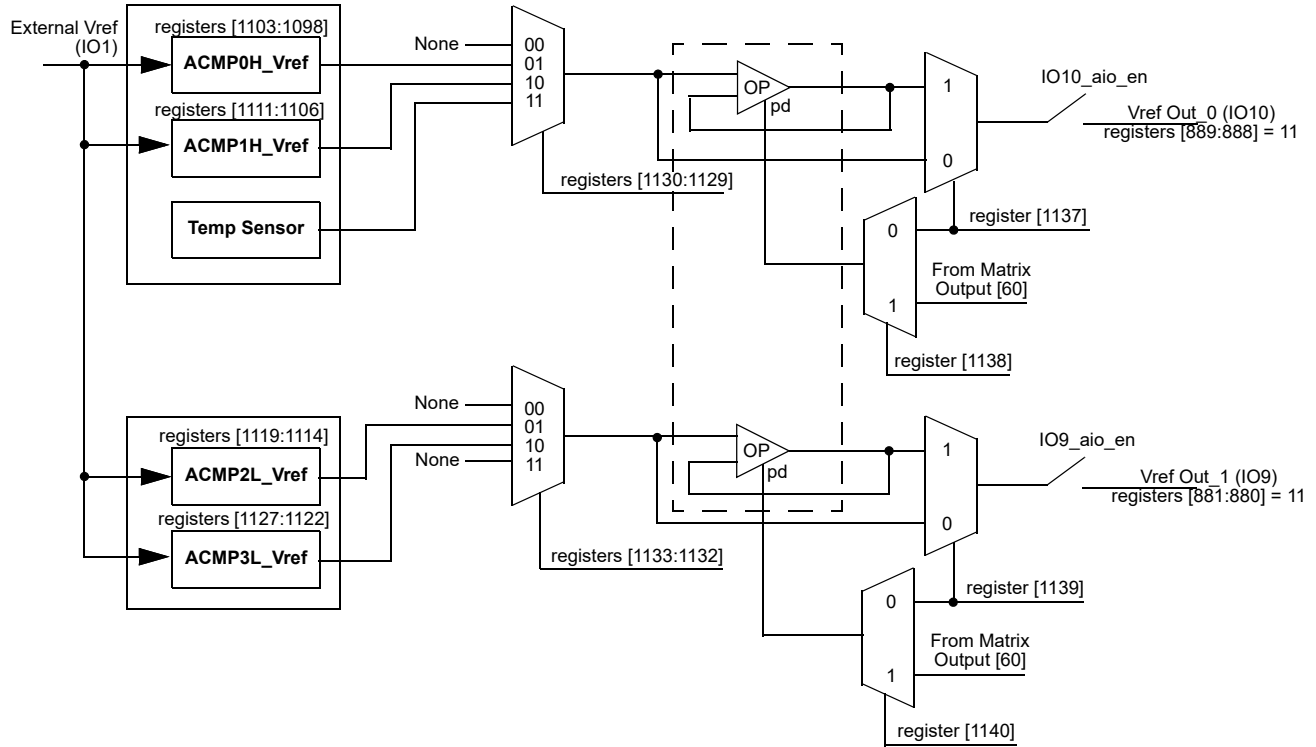 External Vref
(IO1)
registers [1103:1098]
ACMP0H_Vref
registers [1111:1106]
ACMP1H_Vref
Temp Sensor
None
00
01
10
11
registers [1130:1129]
OP
pd
1
0
IO10_aio_en
Vref Out_0 (IO10)
registers [889:888] = 11
0
register [1137]
From Matrix
Output [60]
1
register [1138]
registers [1119:1114]
ACMP2L_Vref
registers [1127:1122]
ACMP3L_Vref
None
None
00
01
10
11
registers [1133:1132]
OP
pd
1
0
IO9_aio_en
Vref Out_1 (IO9)
registers [881:880] = 11
0
register [1139]
From Matrix
Output [60]
1
register [1140]